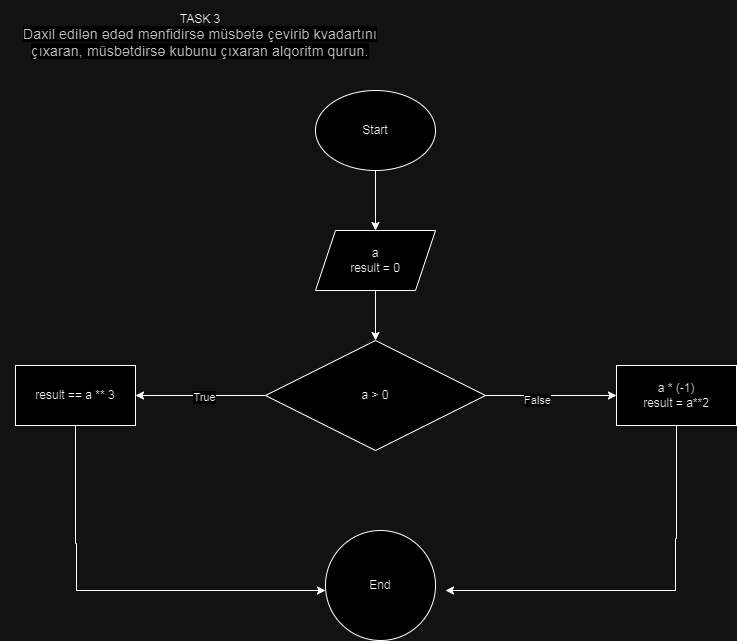 TASK 3
Daxil edilən ədəd mənfidirsə müsbətə çevirib kvadartını
çıxaran, müsbətdirsə kubunu çıxaran alqoritm qurun.
Start
a
result = 0
a > 0
True
False
result == a ** 3
a * (-1)
result = a**2
End